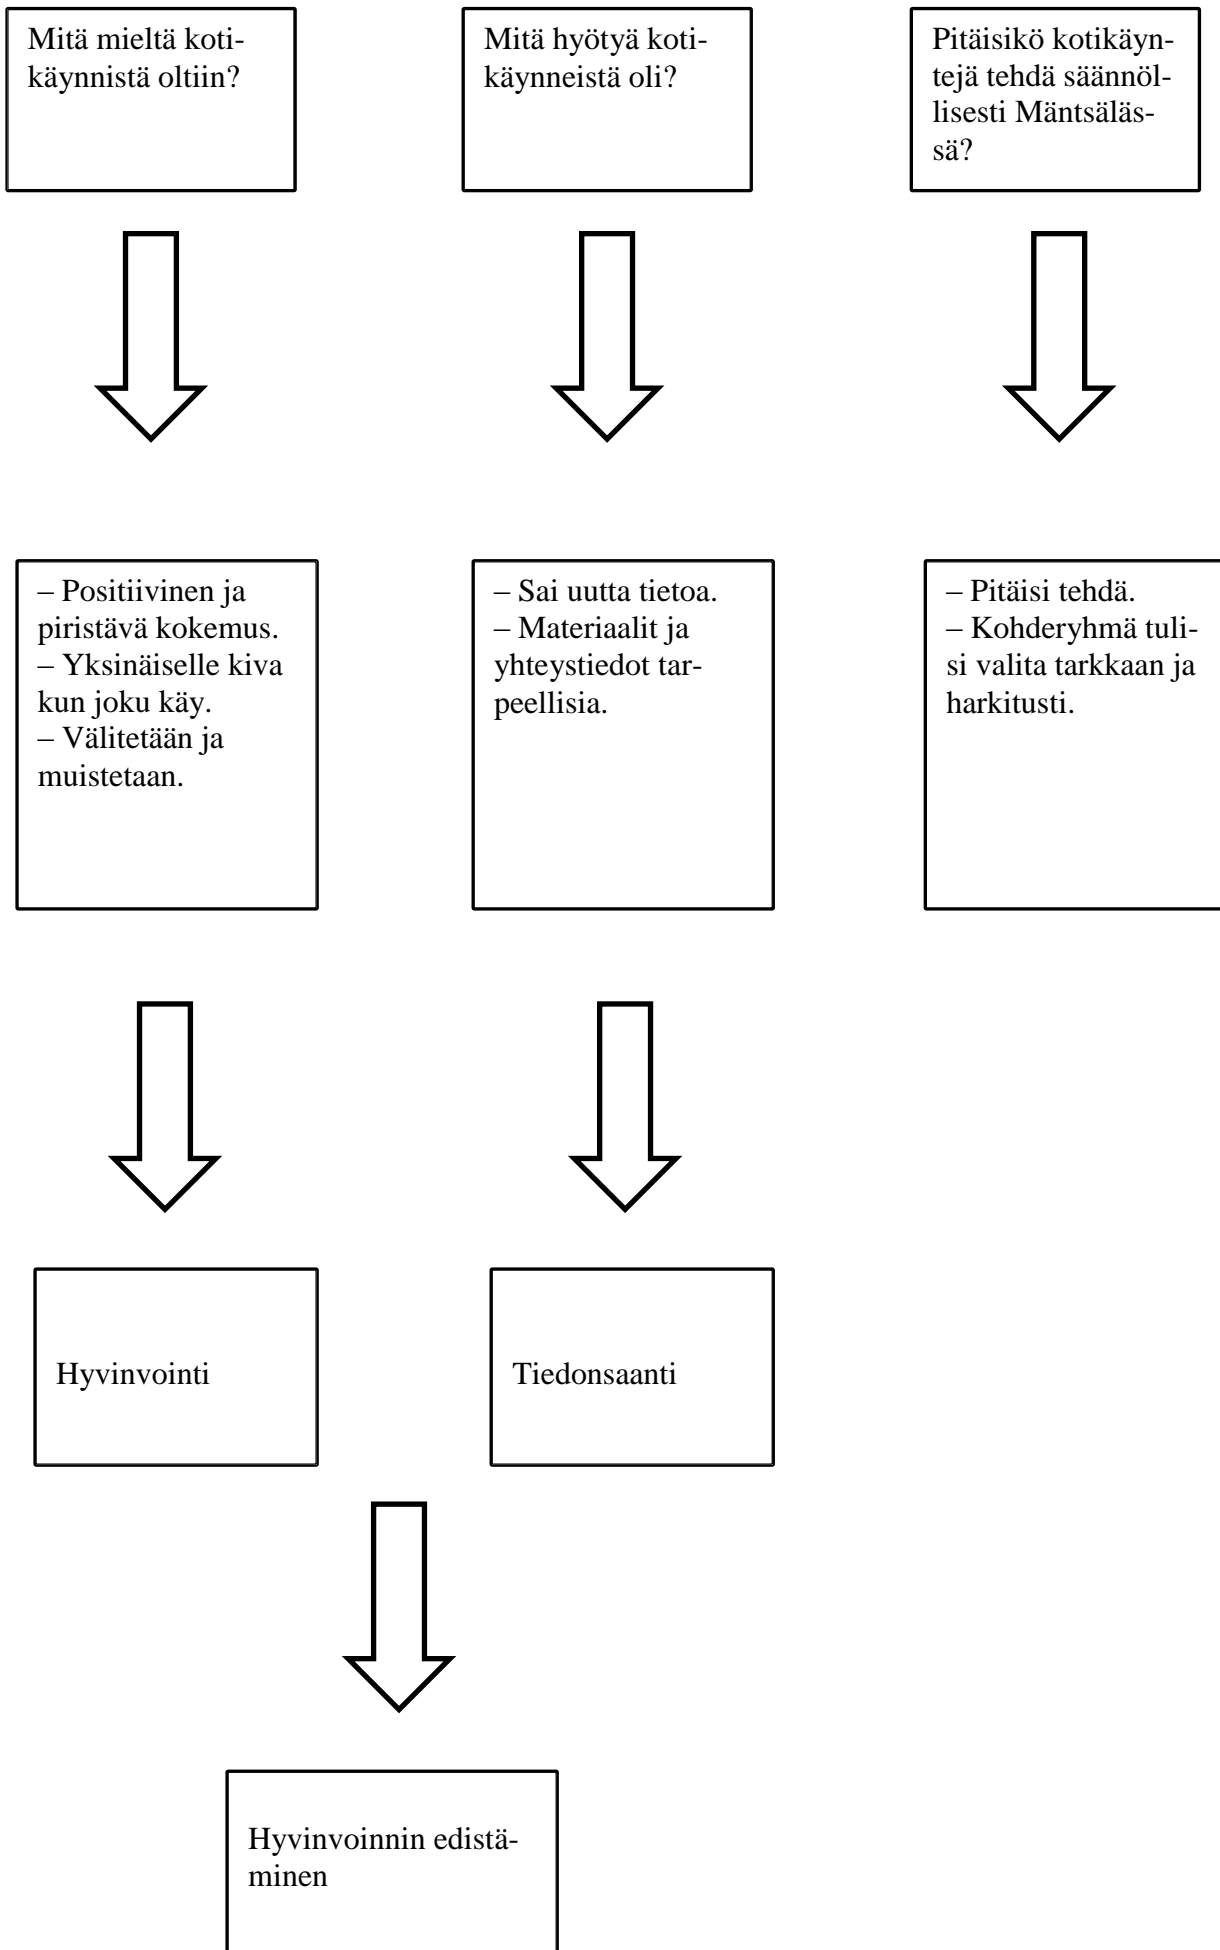 Mitä mieltä koti-
käynnistä oltiin?
Mitä hyötyä koti-
käynneistä oli?
Pitäisikö kotikäyn-
tejä tehdä säännöl-
lisesti Mäntsäläs-
sä?
– Positiivinen ja
piristävä kokemus.
– Yksinäiselle kiva
kun joku käy.
– Välitetään ja
muistetaan.
– Sai uutta tietoa.
– Materiaalit ja
yhteystiedot tar-
peellisia.
– Pitäisi tehdä.
– Kohderyhmä tuli-
si valita tarkkaan ja
harkitusti.
Hyvinvointi
Tiedonsaanti
Hyvinvoinnin edistä-
minen